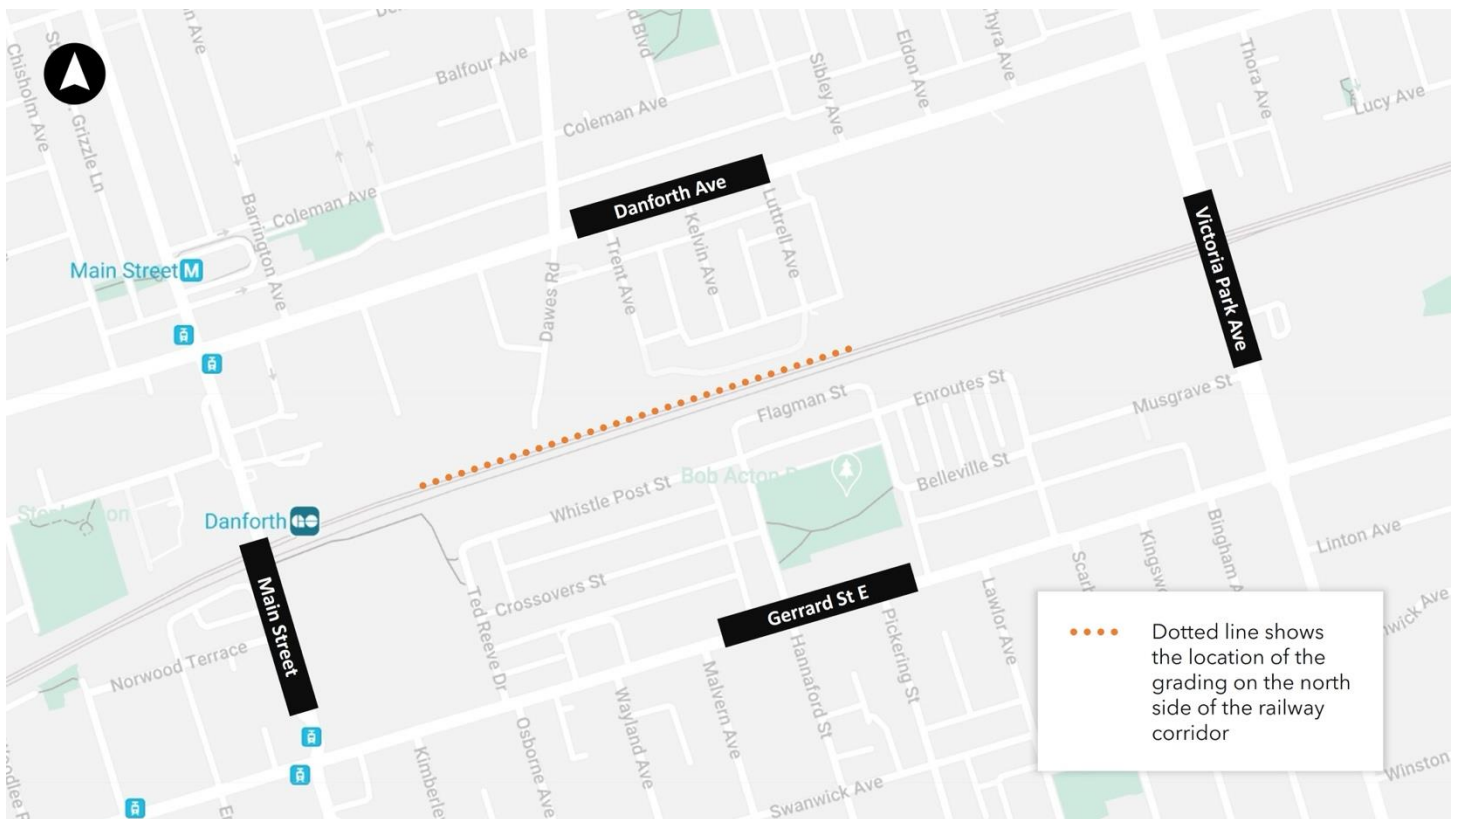 Chisholm Ave
Grizzle Ln
Balfour Ave
Coleman Ave
Sibley Ave
Eldon Ave
Thyra Ave
Thora Ave
Lucy Ave
Barrington Ave
Coleman Ave
Danforth Ave
Luttrell Ave
Kelvin Ave
Trent Ave
Dawes Rd
Victoria Park Ave
Main Street M
Flagman St
Enroutes St
Musgrave St
Bob Acton
Belleville St
Whistle Post St
Danforth GO
Main Street
Crossovers St
Ted Reeve Dr
Gerrard St E
Norwood Terrace
Linton Ave
Bingham
Lawlor Ave
Pickering St
Hannaford St
Malvern Ave
Wayland Ave
Osborne Ave
Swanwick Ave
Winston
Dotted line shows
the location of the
grading on the north
side of the railway
corridor